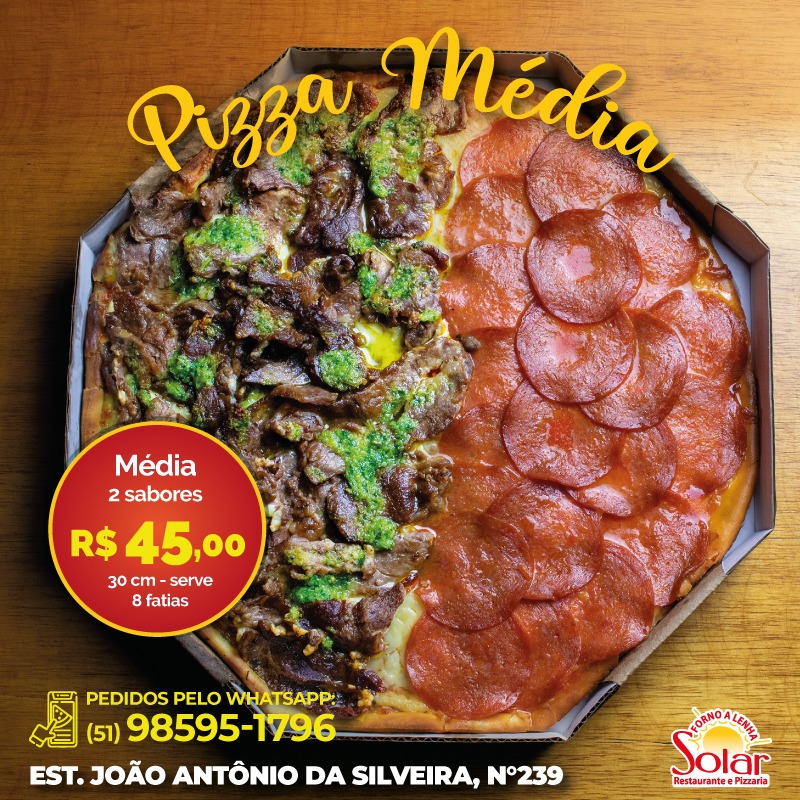 Pizza Média
Média
2 sabores
R$ 45,00
30 cm - serve
8 fatias
PEDIDOS PELO WHATSAPP:
(51) 98595-1796
EST. JOÃO ANTÔNIO DA SILVEIRA, N°239
FORNO A LENHA
Solar
Restaurante e Pizzaria